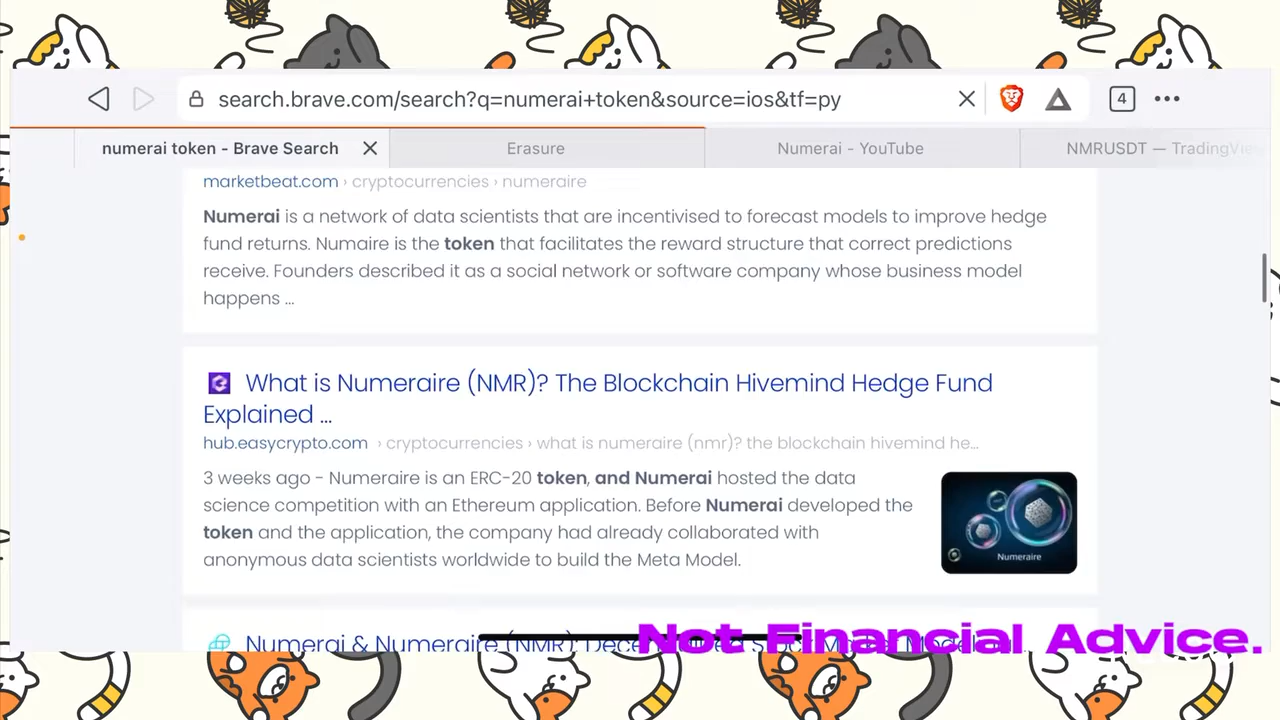 search.brave.com/search?q=numerai+token&source=ios&tf=py
4
numerai token - Brave Search
Erasure
Numerai - YouTube
NMRUSDT — TradingView
marketbeat.com › cryptocurrencies › numeraire
Numerai is a network of data scientists that are incentivised to forecast models to improve hedge
fund returns. Numaire is the token that facilitates the reward structure that correct predictions
receive. Founders described it as a social network or software company whose business model
happens ...
What is Numeraire (NMR)? The Blockchain Hivemind Hedge Fund
Explained ...
hub.easycrypto.com › cryptocurrencies › what is numeraire (nmr)? the blockchain hivemind he...
3 weeks ago - Numeraire is an ERC-20 token, and Numerai hosted the data
science competition with an Ethereum application. Before Numerai developed the
token and the application, the company had already collaborated with
anonymous data scientists worldwide to build the Meta Model.
Numeraire
Numerai & Numeraire (NMR):
Not Financial Advice.